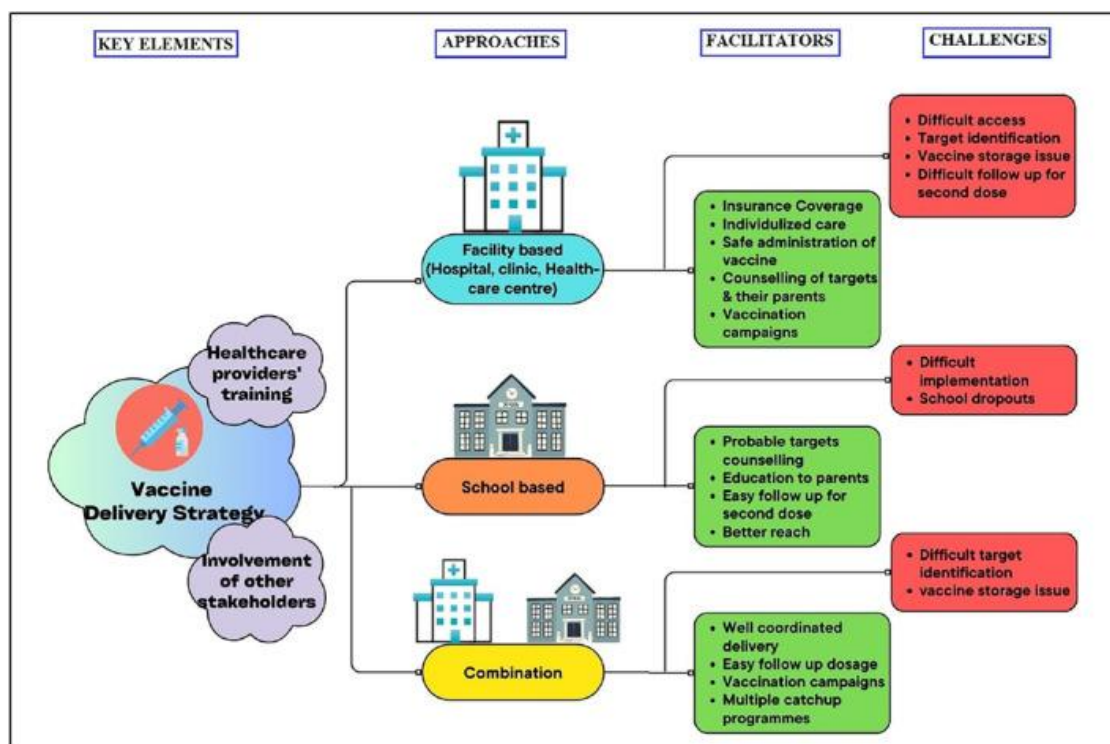 KEY ELEMENTS
APPROACHES
FACILITATORS
CHALLENGES
Healthcare
providers'
training
Vaccine
Delivery Strategy
Involvement
of other
stakeholders
Facility based
(Hospital, clinic, Health-
care centre)
• Insurance Coverage
• Individulized care
• Safe administration of
vaccine
• Counselling of targets
& their parents
• Vaccination
campaigns
• Difficult access
• Target identification
• Vaccine storage issue
• Difficult follow up for
second dose
School based
• Probable targets
counselling
• Education to parents
• Easy follow up for
second dose
• Better reach
• Difficult
implementation
• School dropouts
Combination
• Well coordinated
delivery
• Easy follow up dosage
• Vaccination campaigns
• Multiple catchup
programmes
• Difficult target
identification
• vaccine storage issue